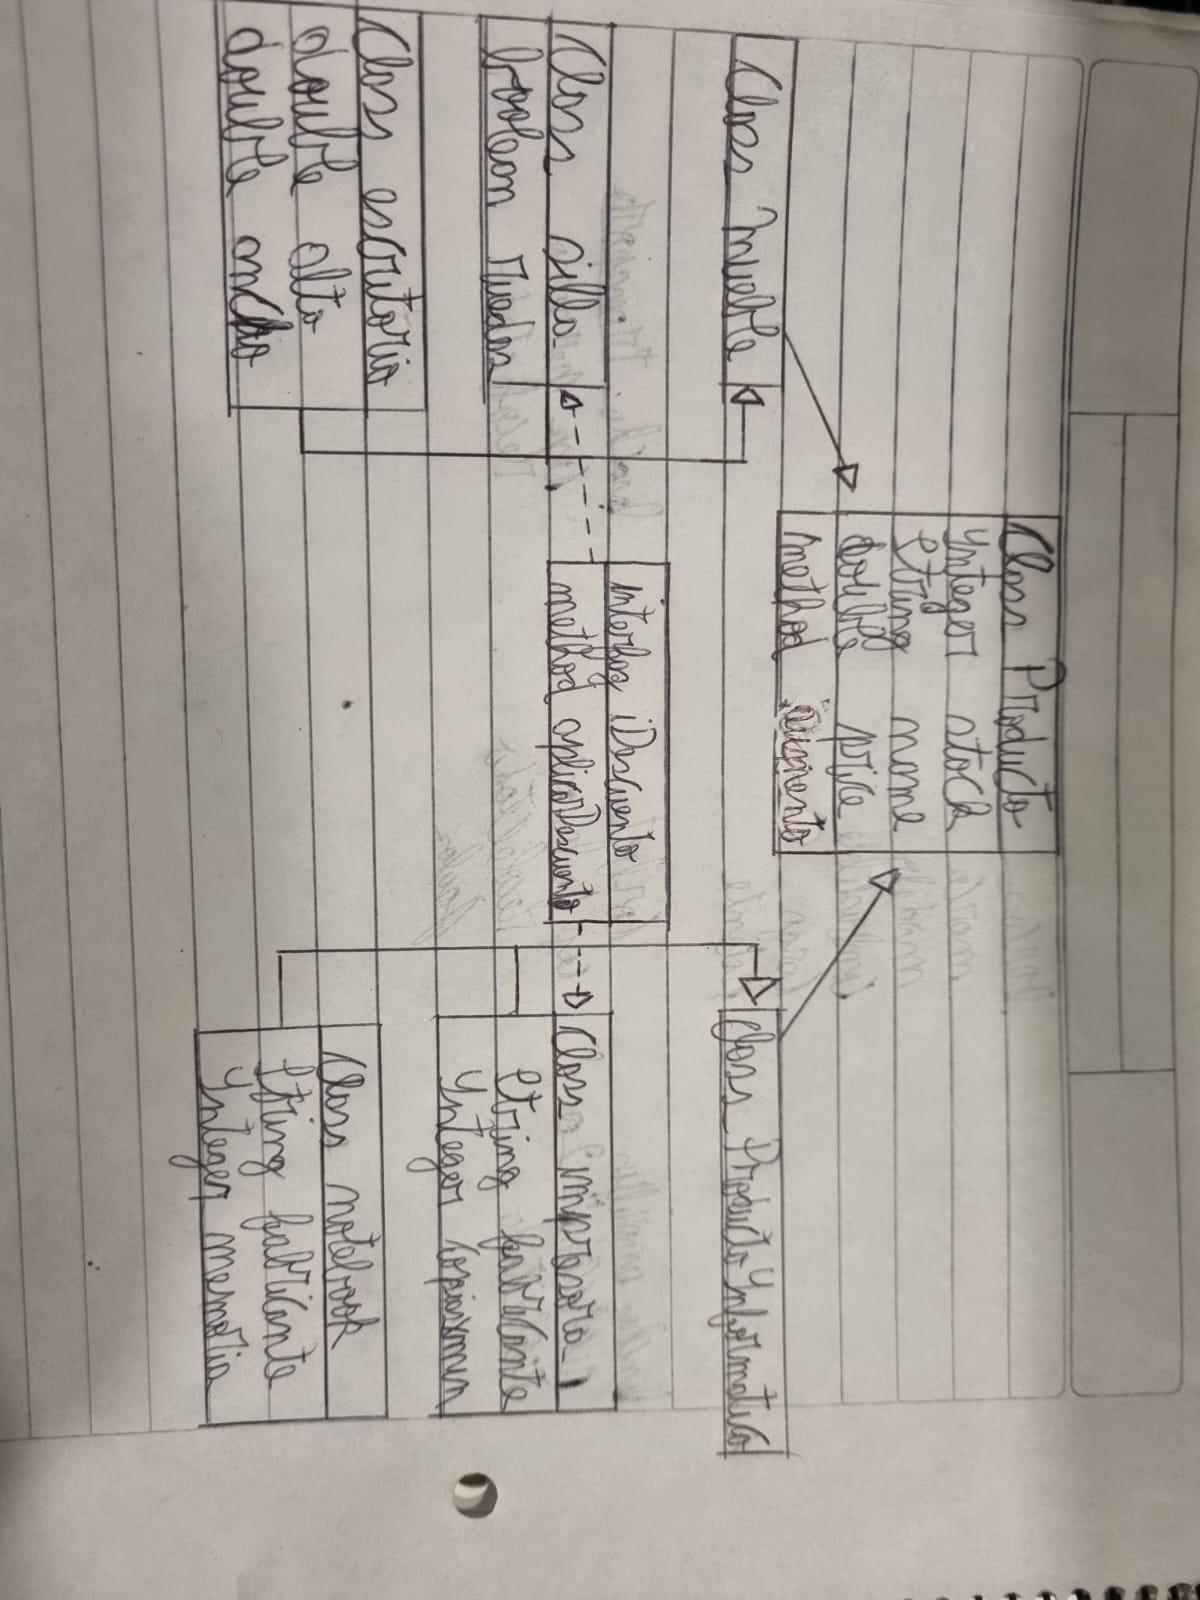 Class Producto
Integer stock
String name
double price
method aumento
Class Mueble
Class ProductoInformatico
interfaz iDescuento
method aplicarDescuento
Class silla
boolean ruedas
Class impresora
String fabricante
Integer copiasxmin
Class escritorio
double alto
double ancho
Class notebook
String fabricante
Integer memoria